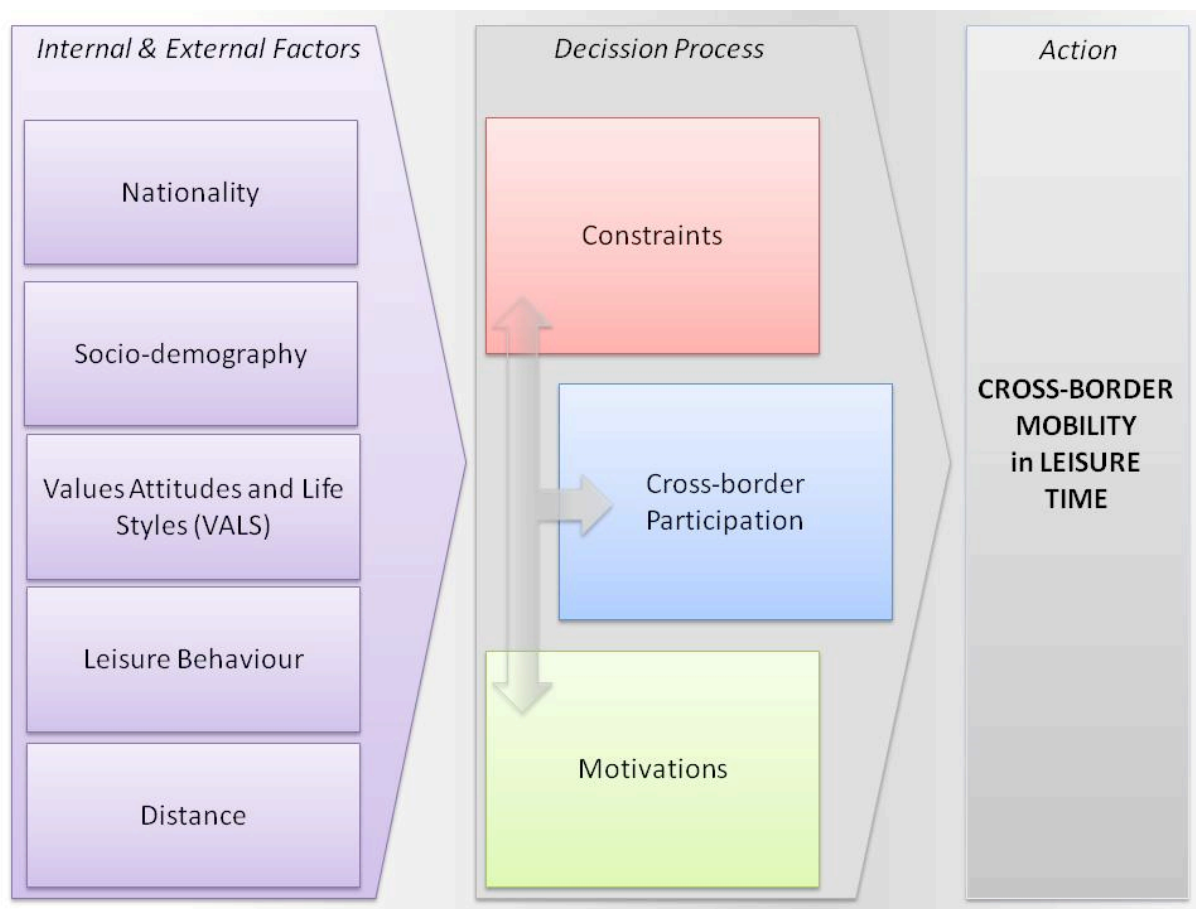 Internal & External Factors
Nationality
Socio-demography
Values Attitudes and Life
Styles (VALS)
Leisure Behaviour
Distance
Decission Process
Constraints
Cross-border
Participation
Motivations
Action
CROSS-BORDER
MOBILITY
in LEISURE
TIME